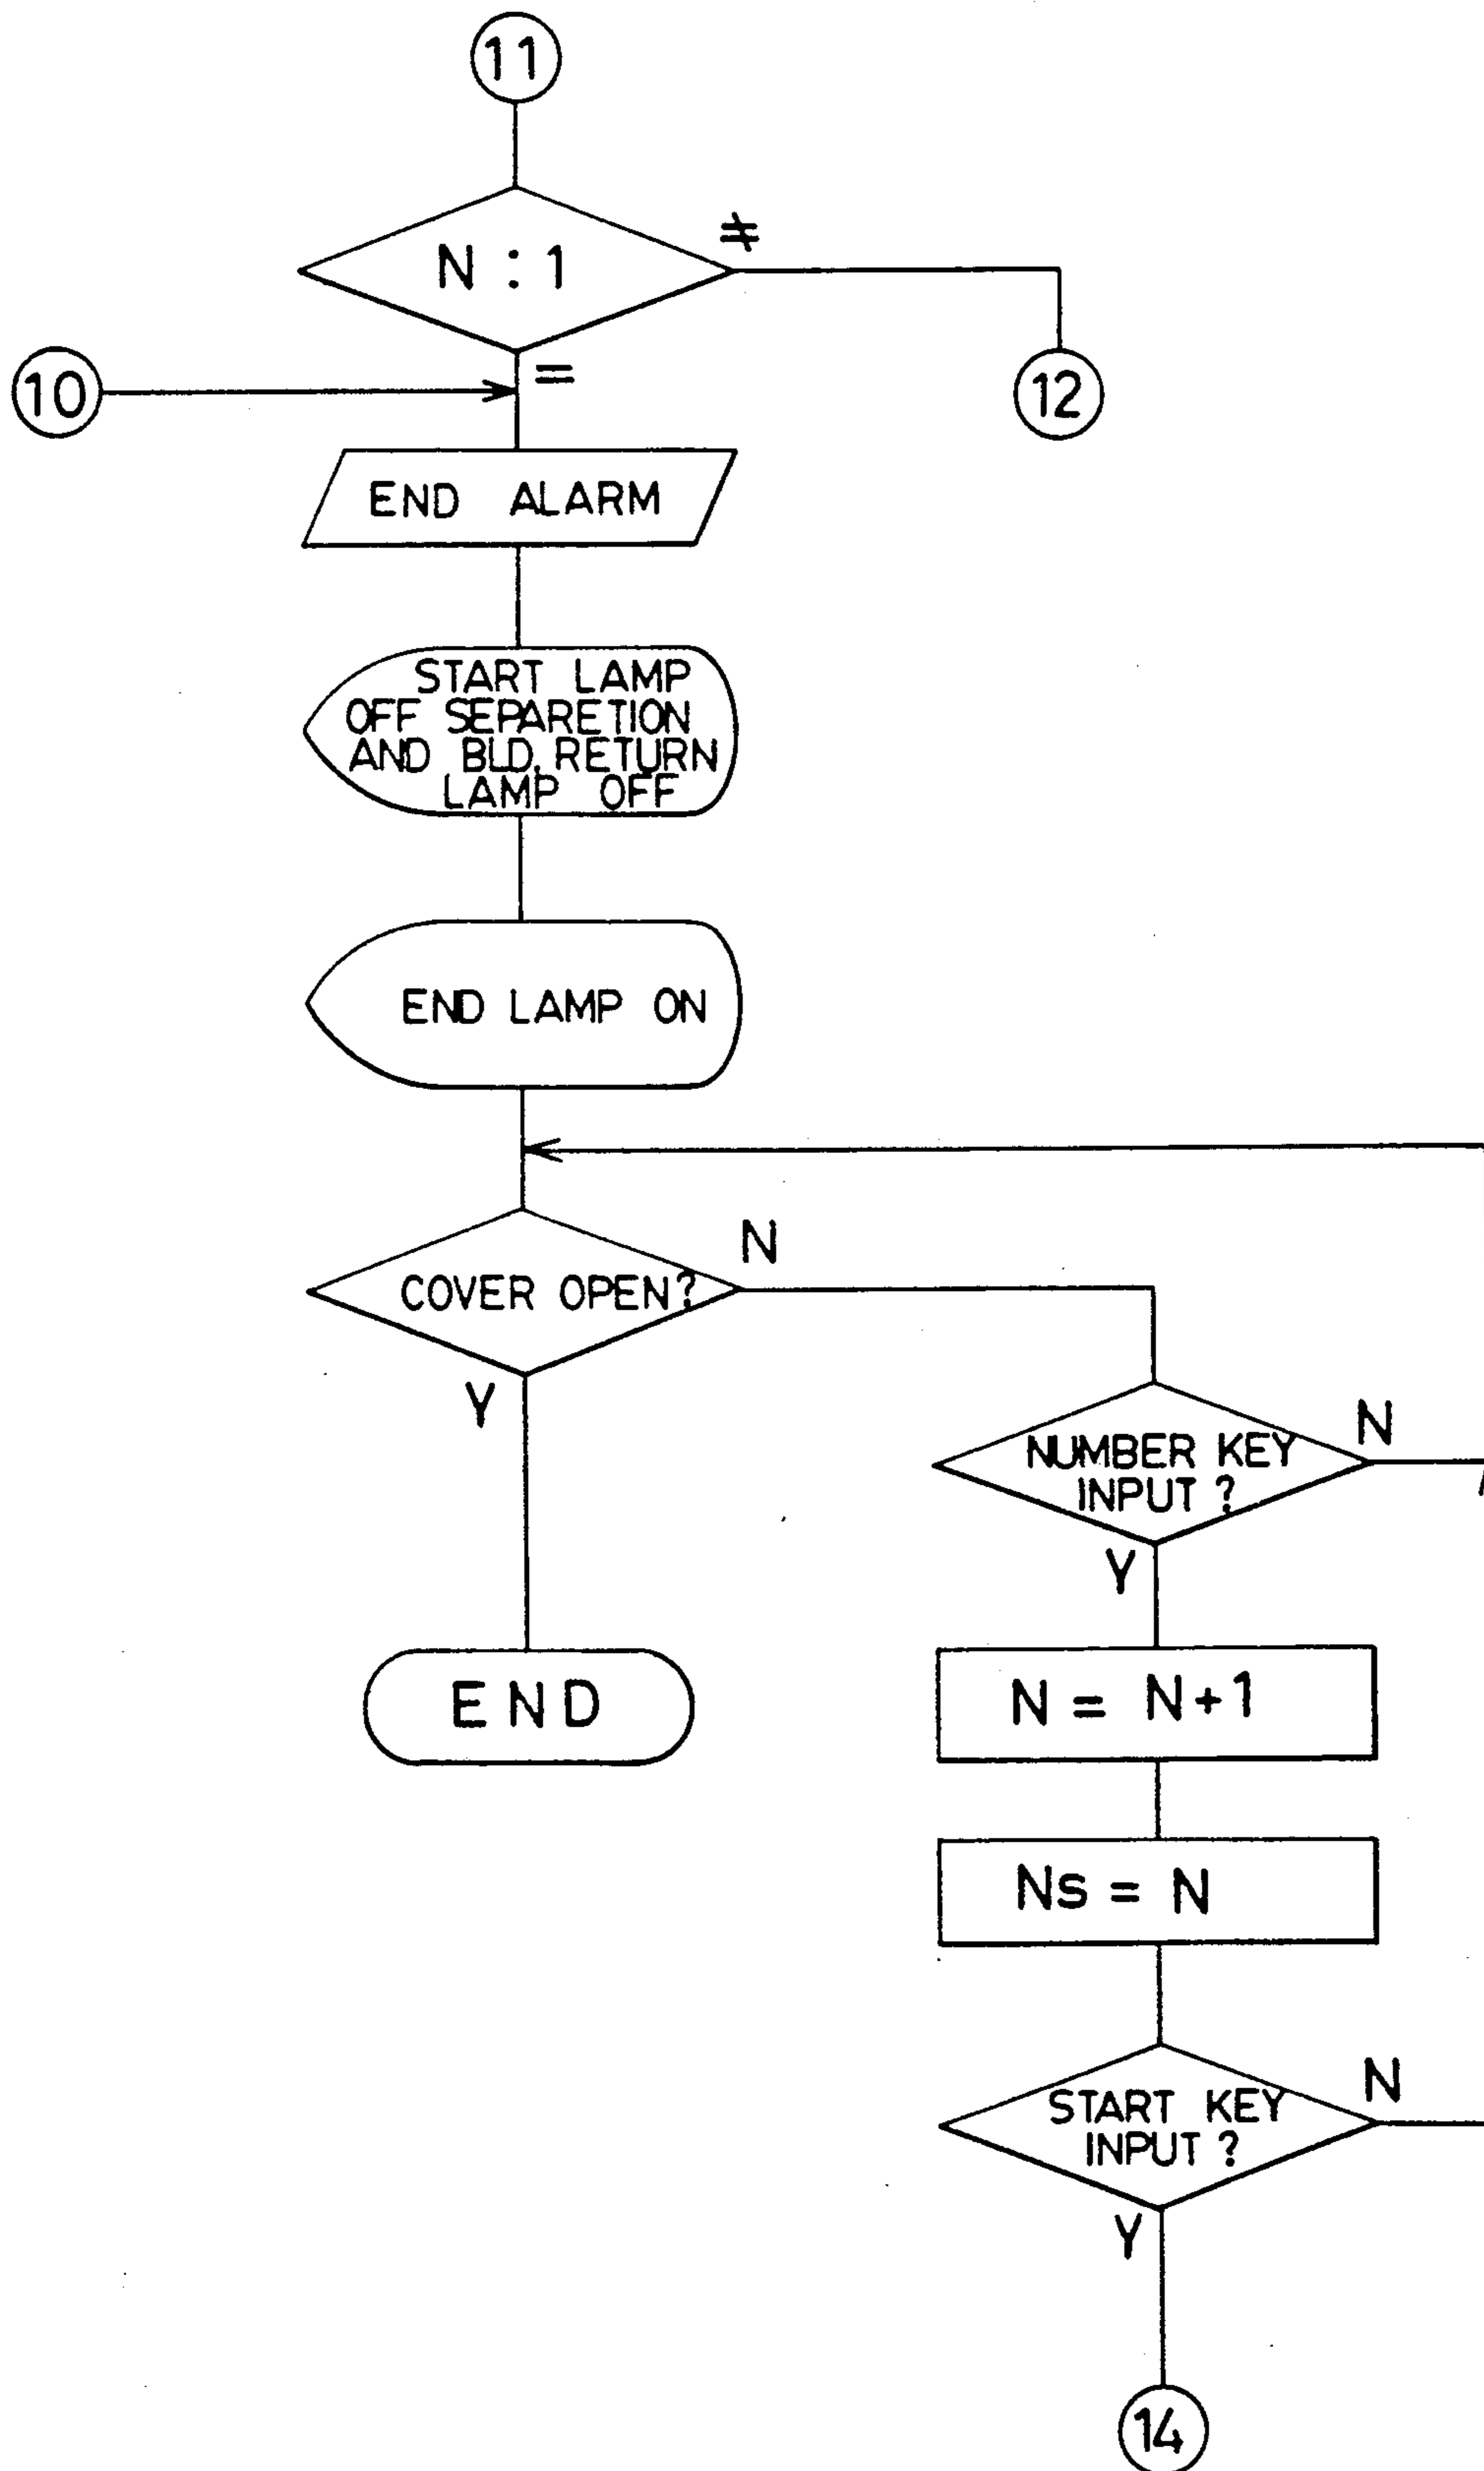 11
N : 1
≠
=
10
12
END ALARM
START LAMP
OFF SEPARETION
AND BLD. RETURN
LAMP OFF
END LAMP ON
COVER OPEN?
N
Y
NUMBER KEY
INPUT ?
N
Y
END
N = N+1
Ns = N
START KEY
INPUT ?
N
Y
14